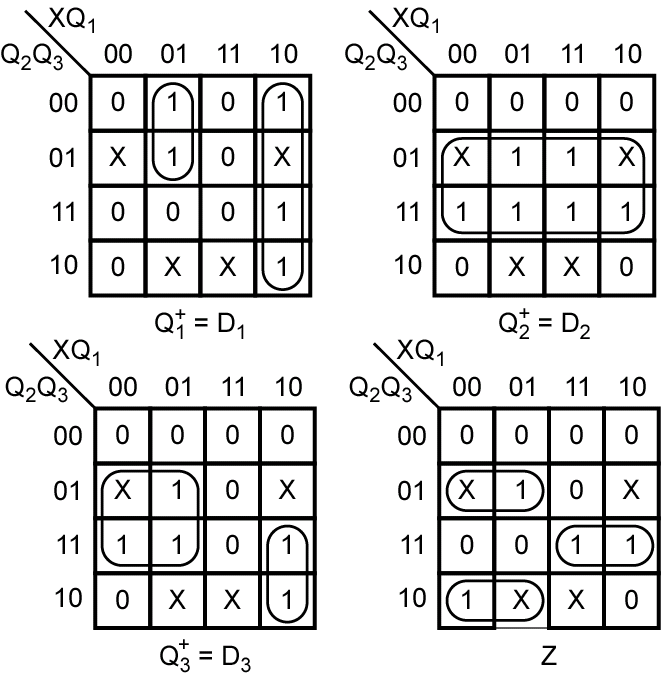 XQ₁
Q₂Q₃ 00 01 11 10
00 0 1 0 1
01 X 1 0 X
11 0 0 0 1
10 0 X X 1
Q₁⁺ = D₁
XQ₁
Q₂Q₃ 00 01 11 10
00 0 0 0 0
01 X 1 1 X
11 1 1 1 1
10 0 X X 0
Q₂⁺ = D₂
XQ₁
Q₂Q₃ 00 01 11 10
00 0 0 0 0
01 X 1 0 X
11 1 1 0 1
10 0 X X 1
Q₃⁺ = D₃
XQ₁
Q₂Q₃ 00 01 11 10
00 0 0 0 0
01 X 1 0 X
11 0 0 1 1
10 1 X X 0
Z